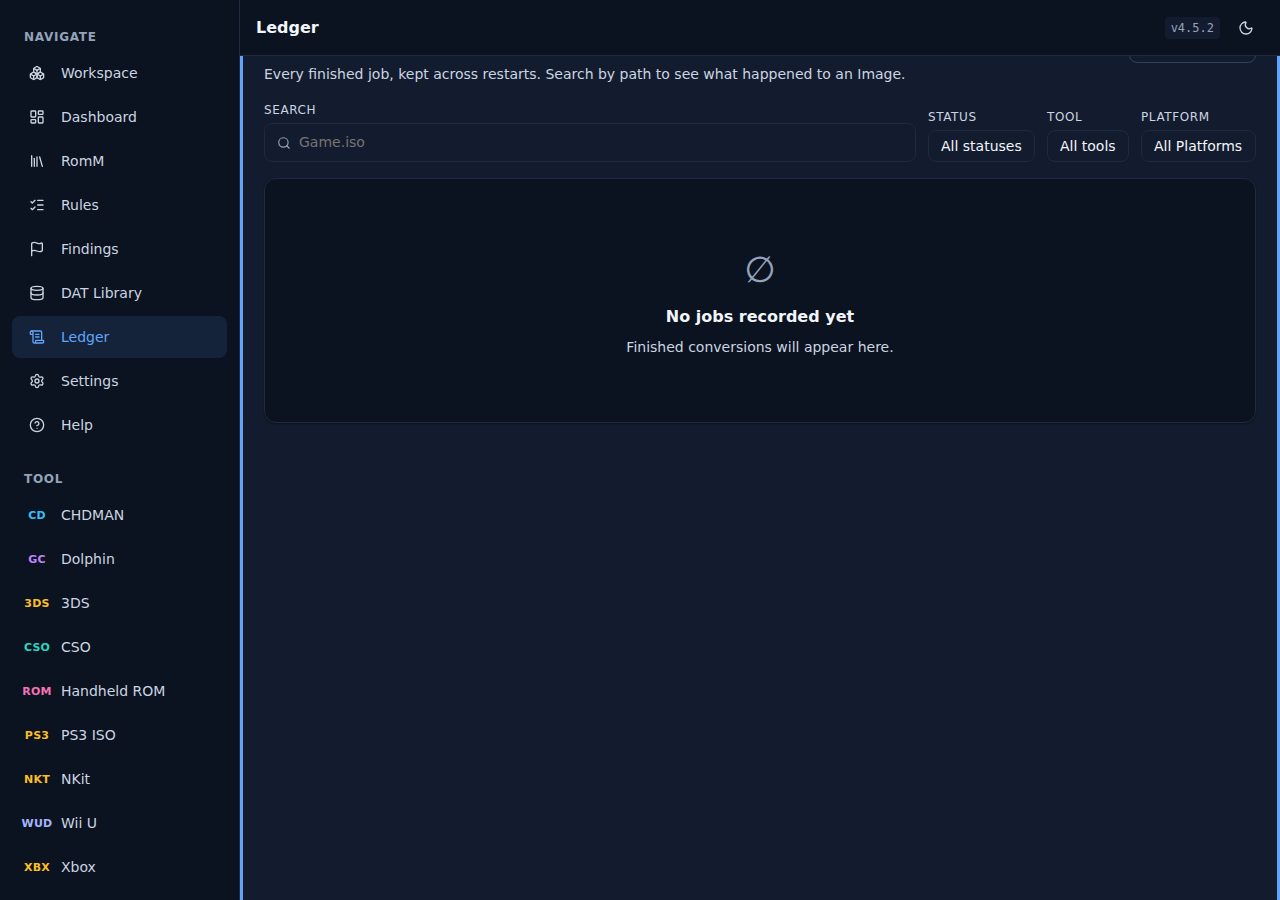 NAVIGATE
Workspace
Dashboard
RomM
Rules
Findings
DAT Library
Ledger
Settings
Help
TOOL
CD CHDMAN
GC Dolphin
3DS 3DS
CSO CSO
ROM Handheld ROM
PS3 PS3 ISO
NKT NKit
WUD Wii U
XBX Xbox
Ledger
v4.5.2
Every finished job, kept across restarts. Search by path to see what happened to an Image.
SEARCH
Game.iso
STATUS
All statuses
TOOL
All tools
PLATFORM
All Platforms
No jobs recorded yet
Finished conversions will appear here.